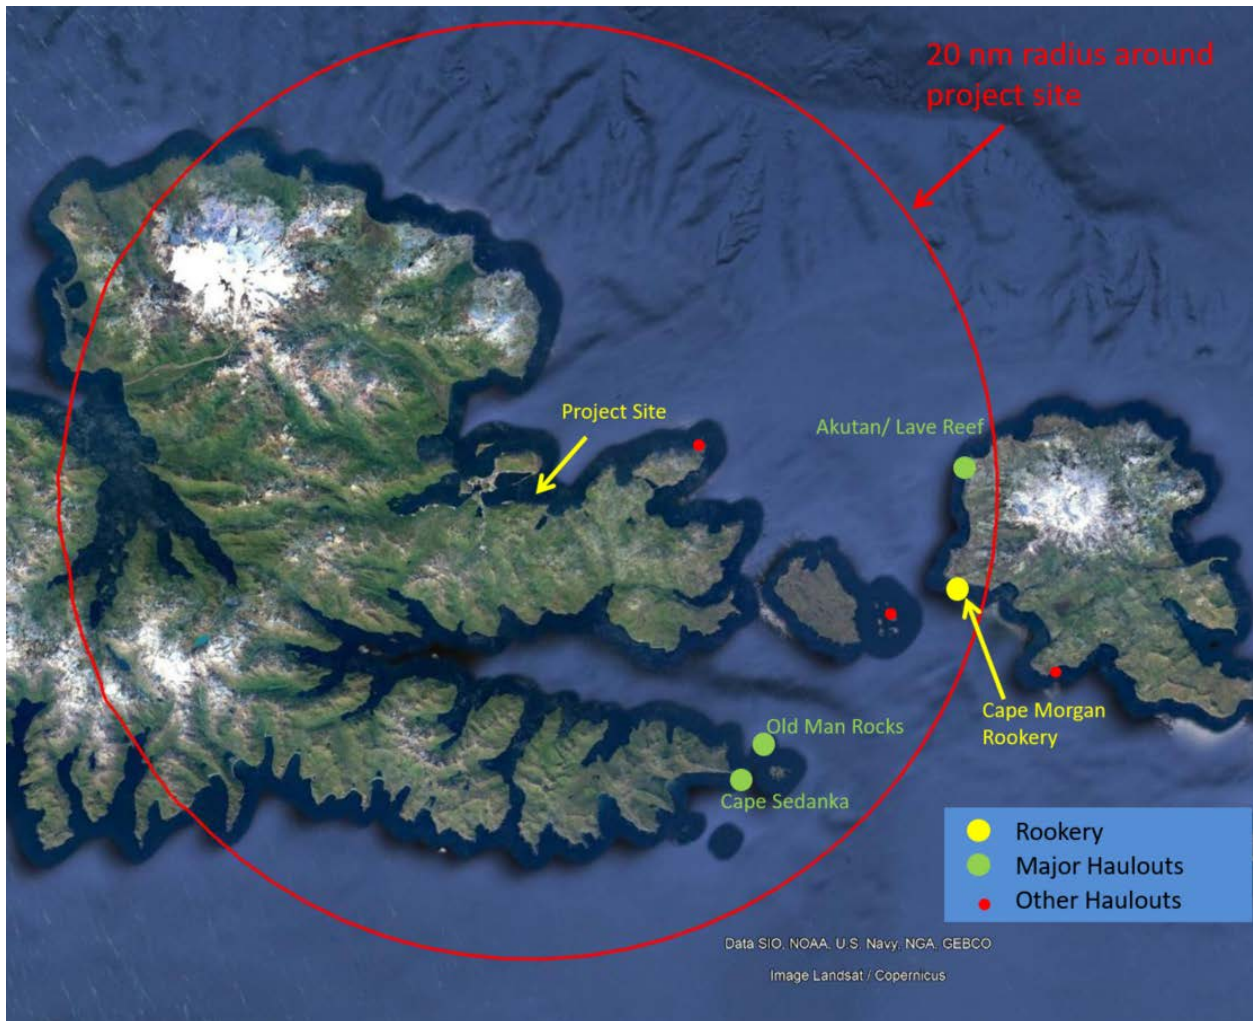 20 nm radius around
project site
Project Site
Akutan/ Lave Reef
Cape Morgan
Rookery
Old Man Rocks
Cape Sedanka
Rookery
Major Haulouts
Other Haulouts
Data SIO, NOAA, U.S. Navy, NGA, GEBCO
Image Landsat / Copernicus